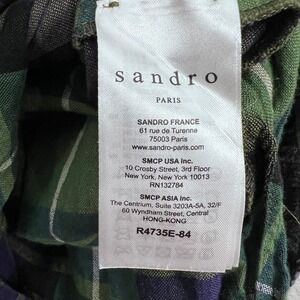 sandro
PARIS
SANDRO FRANCE
61 rue de Turenne
75003 Paris
www.sandro-paris.com
SMCP USA Inc.
10 Crosby Street, 3rd Floor
New York, New York 10013
RN132784
SMCP ASIA Inc.
The Centrium, Suite 3203A-5A, 32/F
60 Wyndham Street, Central
HONG-KONG
R4735E-84